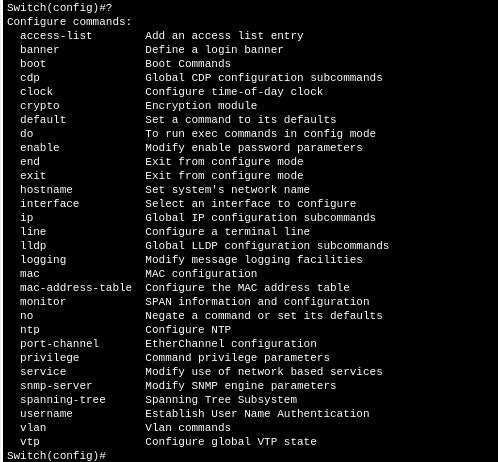 Switch(config)#?
Configure commands:
  access-list        Add an access list entry
  banner             Define a login banner
  boot               Boot Commands
  cdp                Global CDP configuration subcommands
  clock              Configure time-of-day clock
  crypto             Encryption module
  default            Set a command to its defaults
  do                 To run exec commands in config mode
  enable             Modify enable password parameters
  end                Exit from configure mode
  exit               Exit from configure mode
  hostname           Set system's network name
  interface          Select an interface to configure
  ip                 Global IP configuration subcommands
  line               Configure a terminal line
  lldp               Global LLDP configuration subcommands
  logging            Modify message logging facilities
  mac                MAC configuration
  mac-address-table  Configure the MAC address table
  monitor            SPAN information and configuration
  no                 Negate a command or set its defaults
  ntp                Configure NTP
  port-channel       EtherChannel configuration
  privilege          Command privilege parameters
  service            Modify use of network based services
  snmp-server        Modify SNMP engine parameters
  spanning-tree      Spanning Tree Subsystem
  username           Establish User Name Authentication
  vlan               Vlan commands
  vtp                Configure global VTP state
Switch(config)#